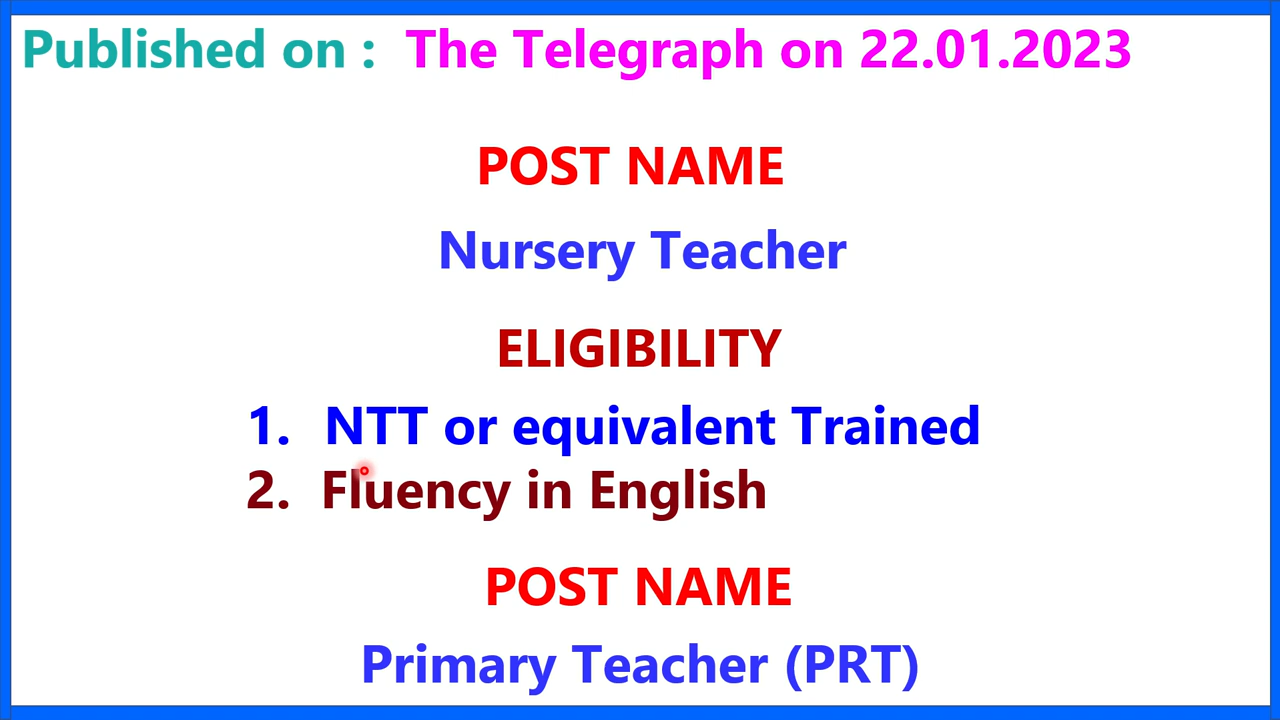 Published on : The Telegraph on 22.01.2023
POST NAME
Nursery Teacher
ELIGIBILITY
1. NTT or equivalent Trained
2. Fluency in English
POST NAME
Primary Teacher (PRT)